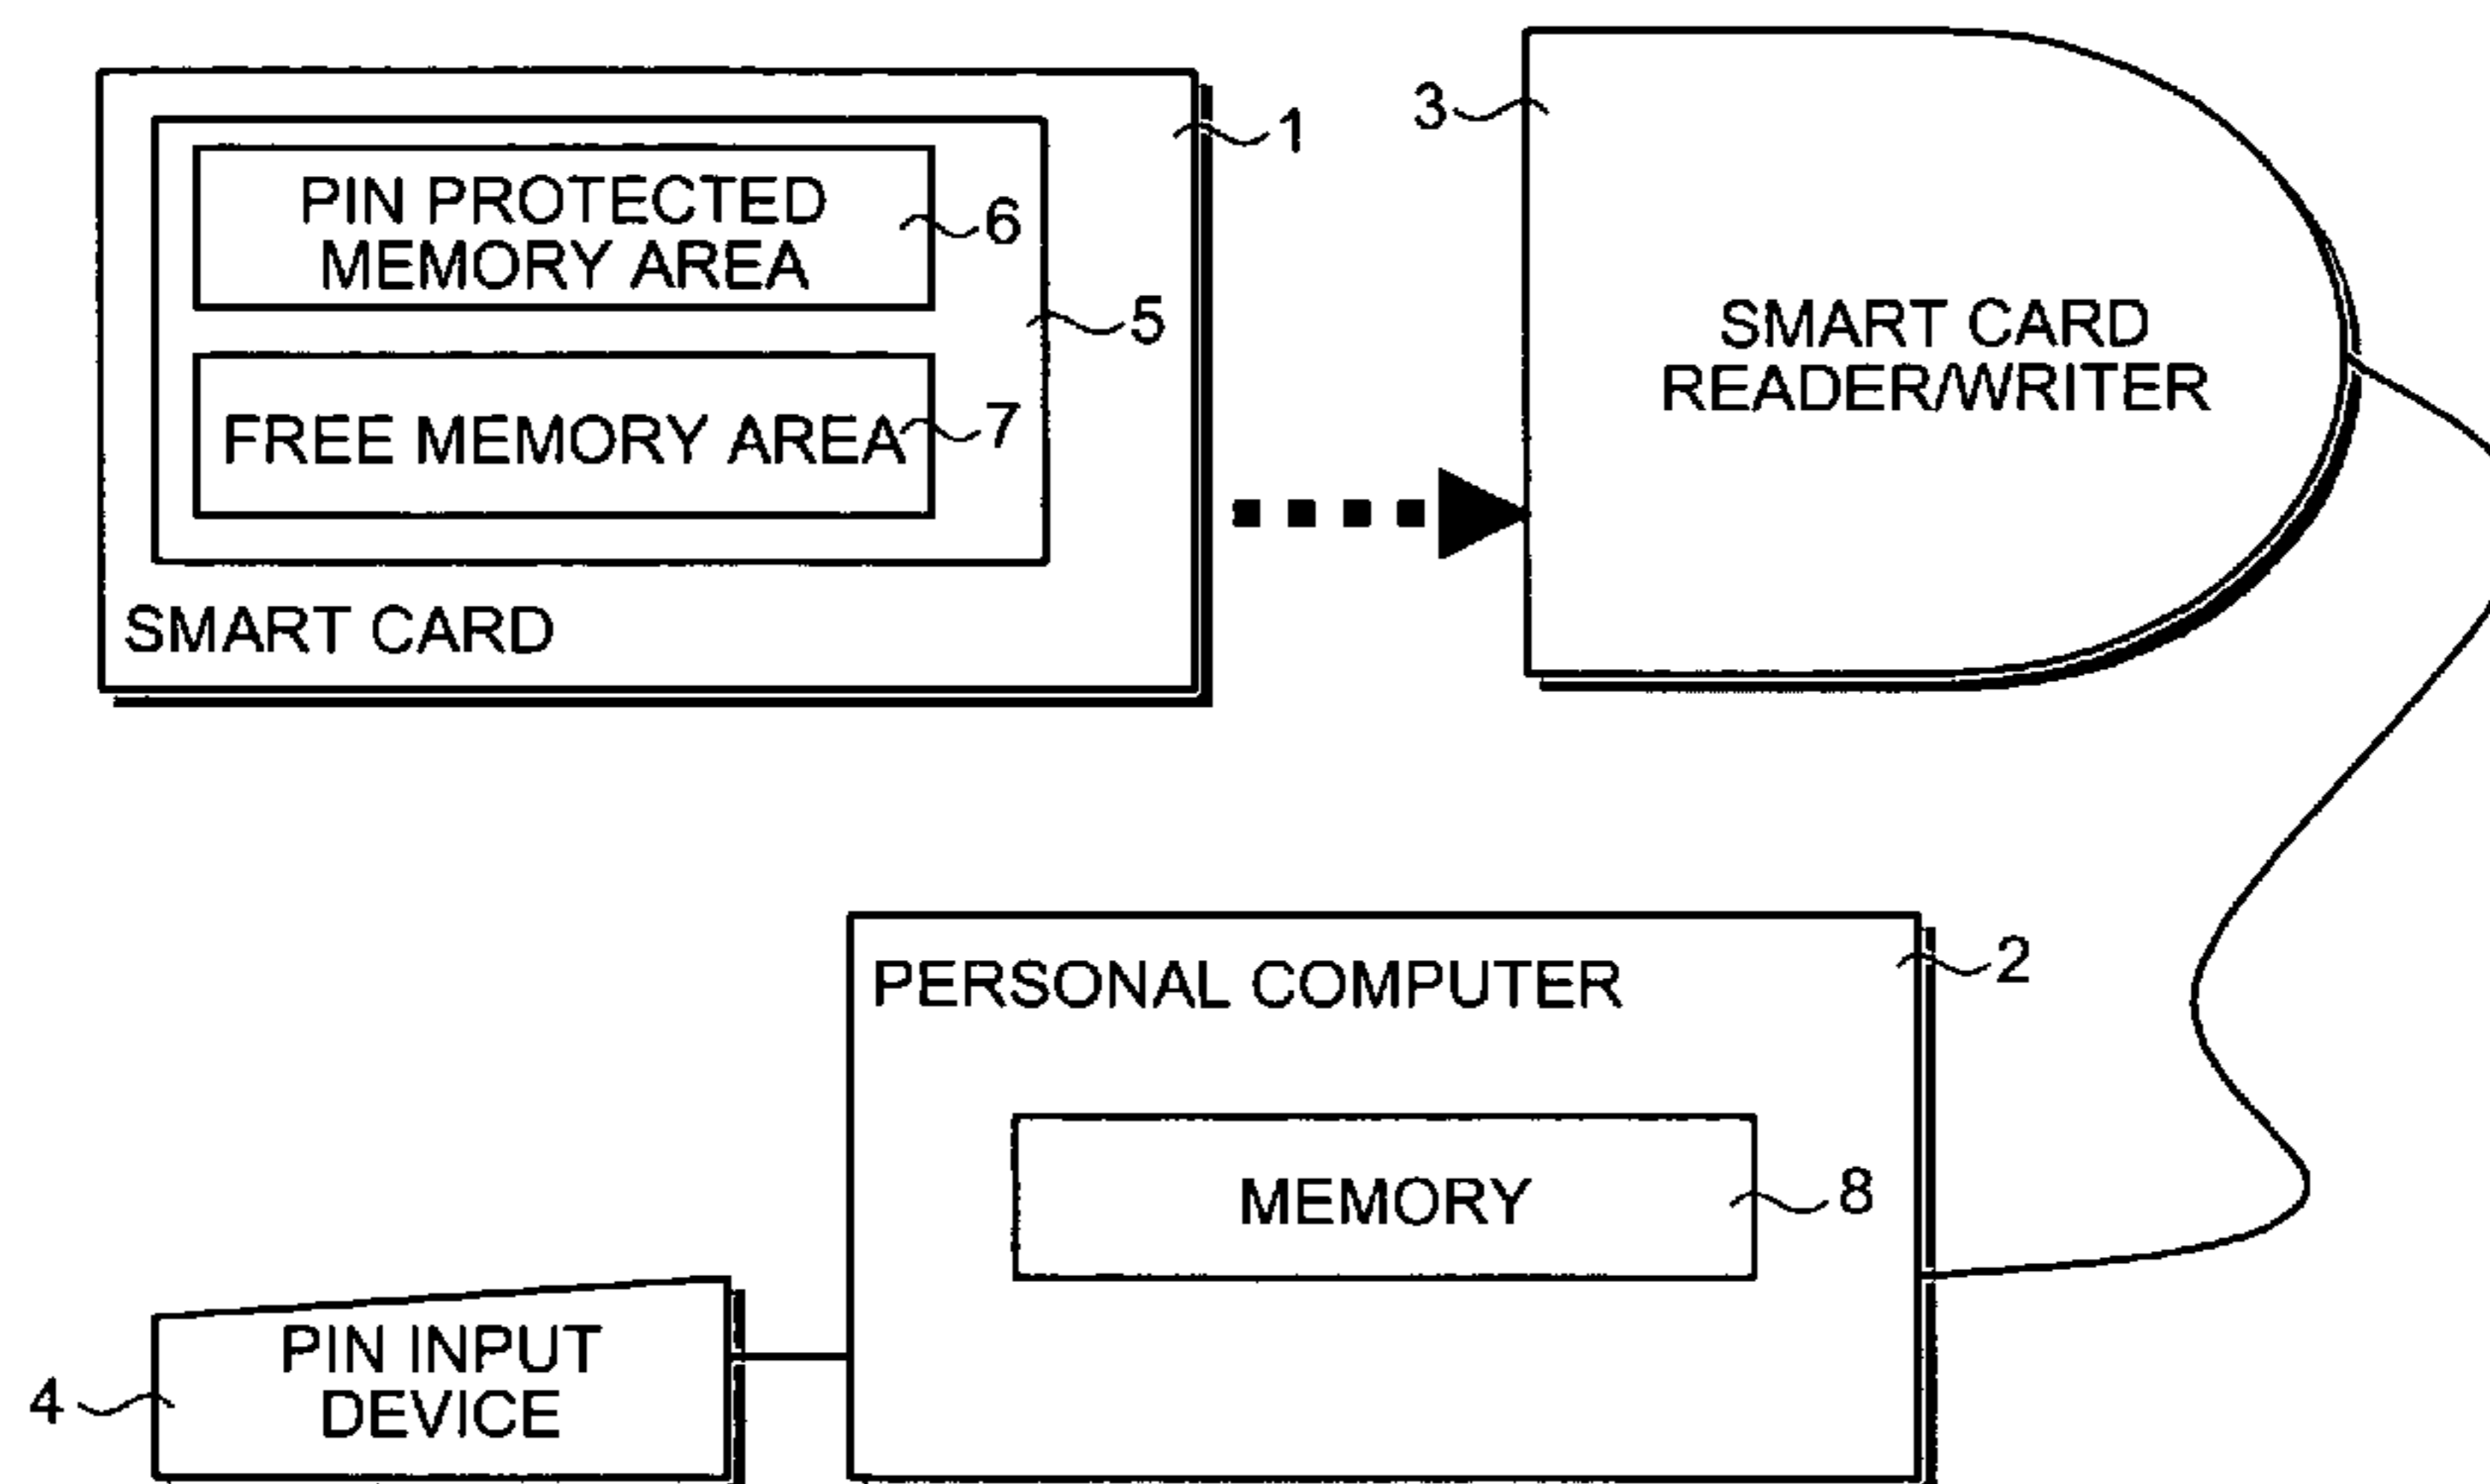 PIN PROTECTED
MEMORY AREA
6
5
FREE MEMORY AREA
7
SMART CARD
1
3
SMART CARD
READER/WRITER
PERSONAL COMPUTER
2
MEMORY
8
PIN INPUT
DEVICE
4